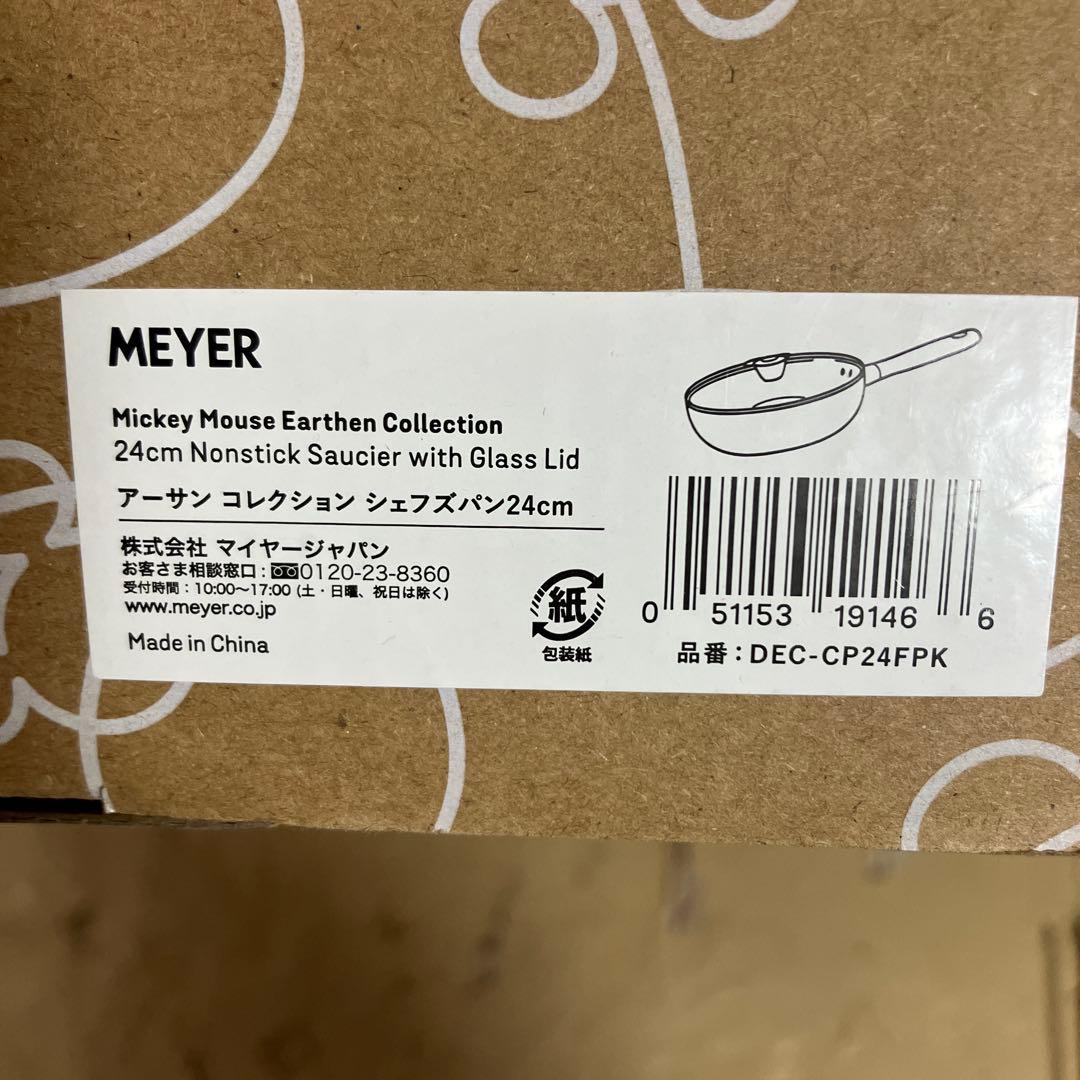 MEYER
Mickey Mouse Earthen Collection
24cm Nonstick Saucier with Glass Lid
アーサン コレクション シェフズパン24cm
株式会社 マイヤージャパン
お客さま相談窓口:0120-23-8360
受付時間:10:00〜17:00 (土・日曜、祝日は除く)
www.meyer.co.jp
Made in China
紙
包装紙
0 51153 19146 6
品番:DEC-CP24FPK